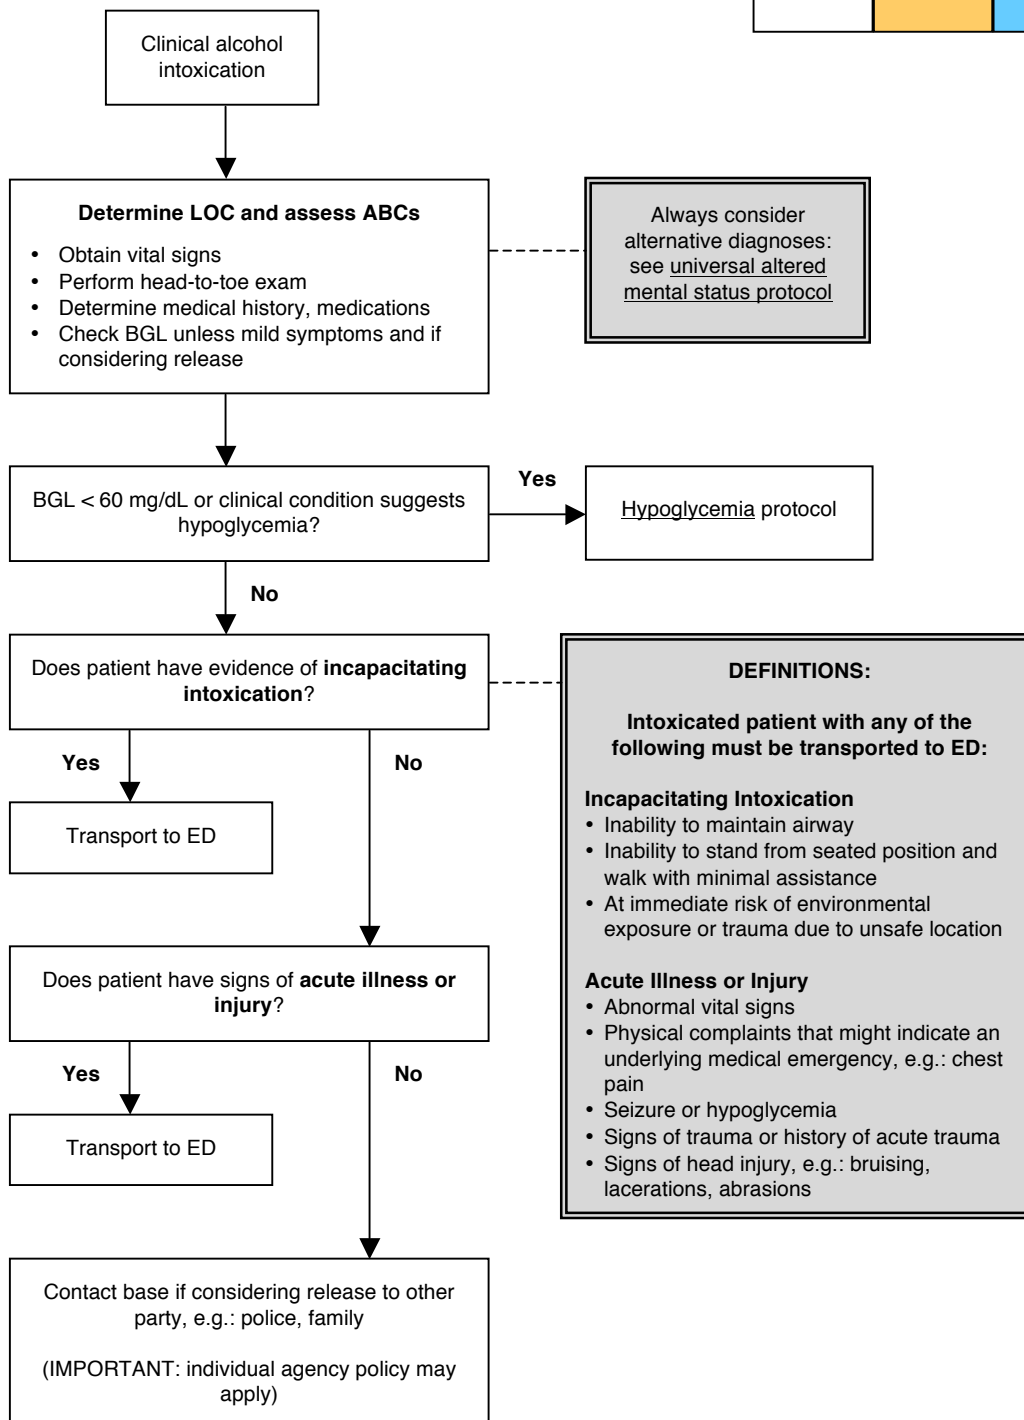 Clinical alcohol
intoxication
Determine LOC and assess ABCs
• Obtain vital signs
• Perform head-to-toe exam
• Determine medical history, medications
• Check BGL unless mild symptoms and if
considering release
Always consider
alternative diagnoses:
see universal altered
mental status protocol
BGL < 60 mg/dL or clinical condition suggests
hypoglycemia?
Yes
Hypoglycemia protocol
No
Does patient have evidence of incapacitating
intoxication?
Yes
No
Transport to ED
DEFINITIONS:
Intoxicated patient with any of the
following must be transported to ED:
Incapacitating Intoxication
• Inability to maintain airway
• Inability to stand from seated position and
walk with minimal assistance
• At immediate risk of environmental
exposure or trauma due to unsafe location
Acute Illness or Injury
• Abnormal vital signs
• Physical complaints that might indicate an
underlying medical emergency, e.g.: chest
pain
• Seizure or hypoglycemia
• Signs of trauma or history of acute trauma
• Signs of head injury, e.g.: bruising,
lacerations, abrasions
Does patient have signs of acute illness or
injury?
Yes
No
Transport to ED
Contact base if considering release to other
party, e.g.: police, family
(IMPORTANT: individual agency policy may
apply)